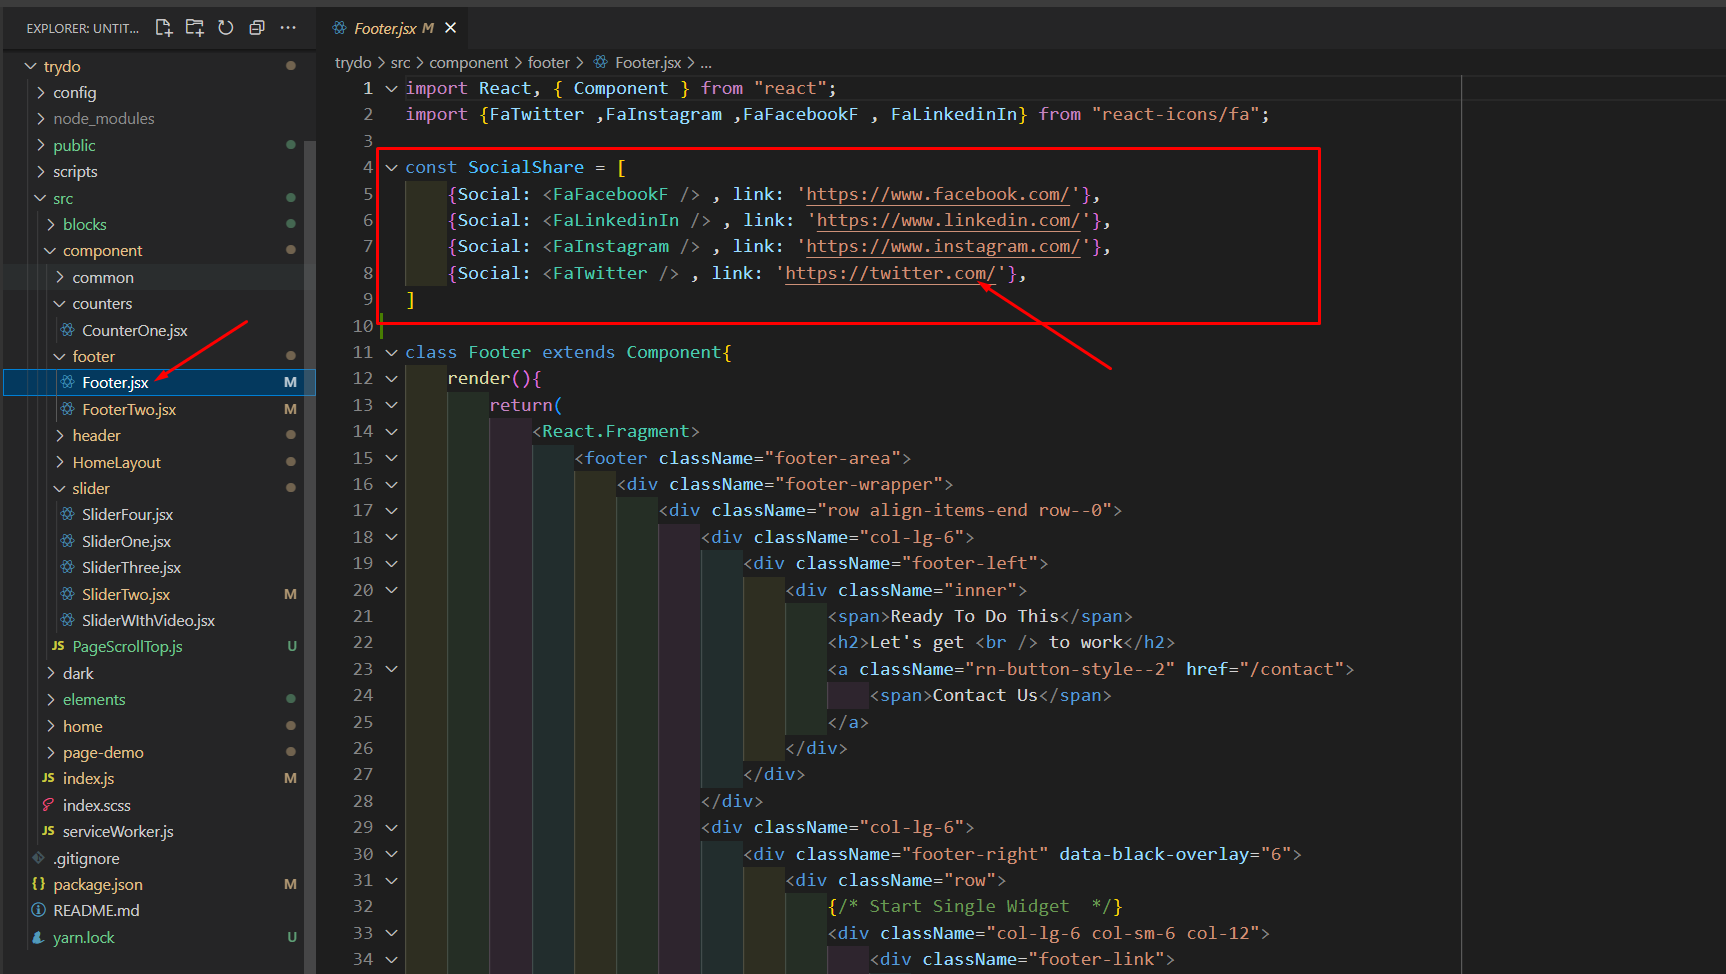 EXPLORER: UNTIT...
trydo
config
node_modules
public
scripts
src
blocks
component
common
counters
CounterOne.jsx
footer
Footer.jsx M
FooterTwo.jsx M
header
HomeLayout
slider
SliderFour.jsx
SliderOne.jsx
SliderThree.jsx
SliderTwo.jsx M
SliderWIthVideo.jsx
JS PageScrollTop.js U
dark
elements
home
page-demo
JS index.js M
index.scss
JS serviceWorker.js
.gitignore
{} package.json M
README.md
yarn.lock U
Footer.jsx M
trydo > src > component > footer > Footer.jsx > ...
1 import React, { Component } from "react";
2 import {FaTwitter ,FaInstagram ,FaFacebookF , FaLinkedinIn} from "react-icons/fa";
3
4 const SocialShare = [
5 {Social: <FaFacebookF /> , link: 'https://www.facebook.com/'},
6 {Social: <FaLinkedinIn /> , link: 'https://www.linkedin.com/'},
7 {Social: <FaInstagram /> , link: 'https://www.instagram.com/'},
8 {Social: <FaTwitter /> , link: 'https://twitter.com/'},
9 ]
10
11 class Footer extends Component{
12 render(){
13 return(
14 <React.Fragment>
15 <footer className="footer-area">
16 <div className="footer-wrapper">
17 <div className="row align-items-end row--0">
18 <div className="col-lg-6">
19 <div className="footer-left">
20 <div className="inner">
21 <span>Ready To Do This</span>
22 <h2>Let's get <br /> to work</h2>
23 <a className="rn-button-style--2" href="/contact">
24 <span>Contact Us</span>
25 </a>
26 </div>
27 </div>
28 </div>
29 <div className="col-lg-6">
30 <div className="footer-right" data-black-overlay="6">
31 <div className="row">
32 {/* Start Single Widget  */}
33 <div className="col-lg-6 col-sm-6 col-12">
34 <div className="footer-link">